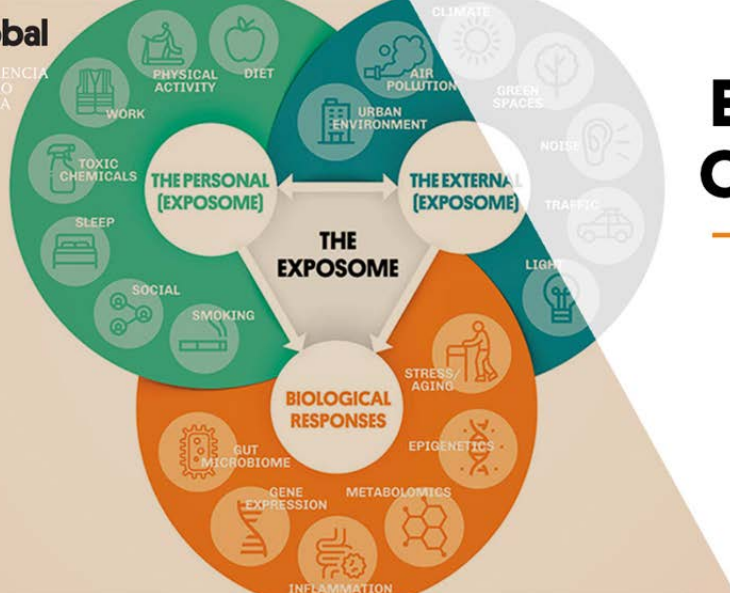 bal
ENCIA
O
A
CLIMATE
PHYSICAL
ACTIVITY
DIET
AIR
POLLUTION
GREEN
SPACES
WORK
URBAN
ENVIRONMENT
NOISE
TOXIC
CHEMICALS
THE PERSONAL
(EXPOSOME)
THE EXTERNAL
(EXPOSOME)
TRAFFIC
SLEEP
THE
EXPOSOME
LIGHT
SOCIAL
SMOKING
STRESS/
AGING
BIOLOGICAL
RESPONSES
EPIGENETICS
GUT
MICROBIOME
GENE
EXPRESSION
METABOLOMICS
INFLAMMATION